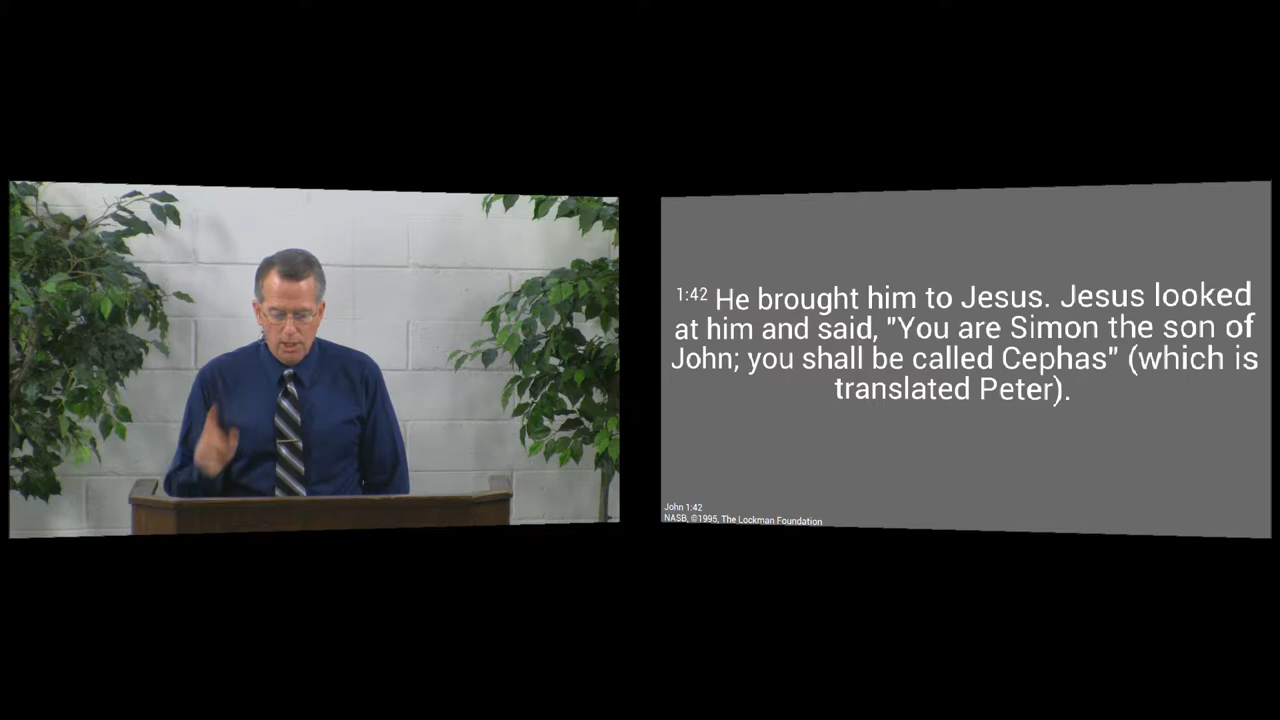 1:42 He brought him to Jesus. Jesus looked
at him and said, "You are Simon the son of
John; you shall be called Cephas" (which is
translated Peter).
John 1:42
NASB, ©1995, The Lockman Foundation